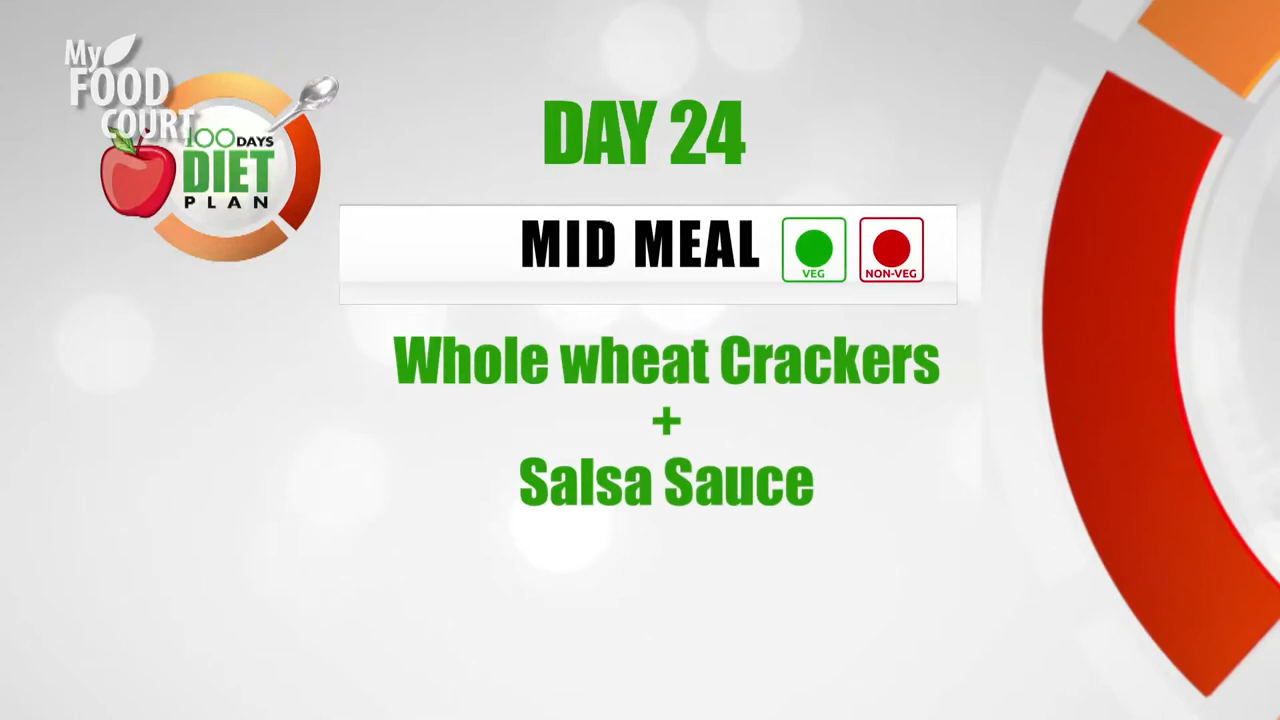 My
FOOD
COURT
100 DAYS
DIET
PLAN
DAY 24
MID MEAL
VEG
NON-VEG
Whole wheat Crackers
+
Salsa Sauce